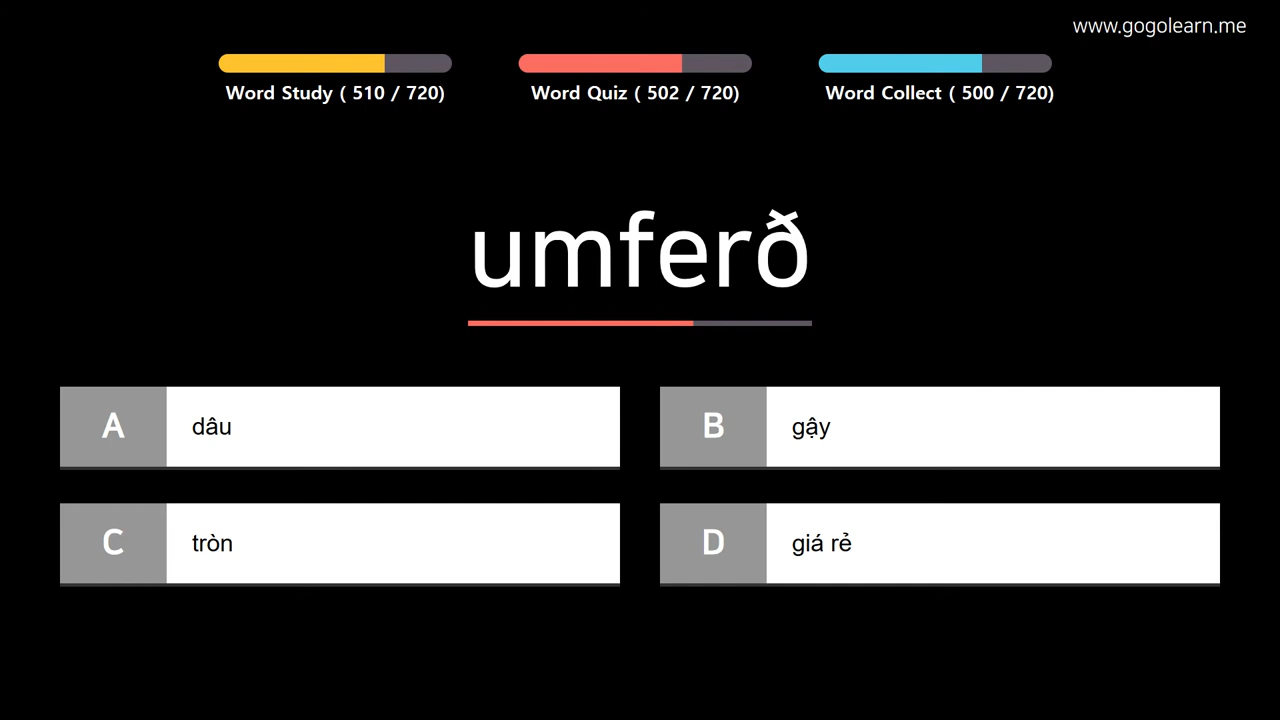 www.gogolearn.me
Word Study ( 510 / 720)
Word Quiz ( 502 / 720)
Word Collect ( 500 / 720)
umferð
A
dâu
B
gậy
C
tròn
D
giá rẻ